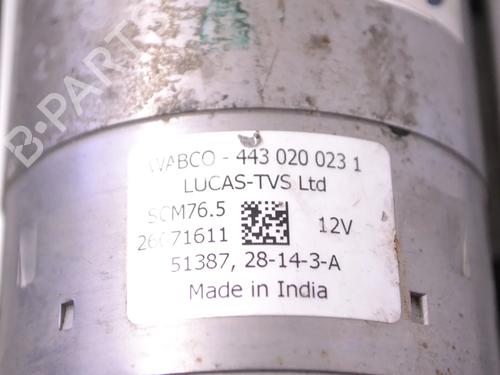 B-PARTS
WABCO - 443 020 023 1
LUCAS-TVS Ltd
SCM76.5
26071611
12V
51387, 28-14-3-A
Made in India